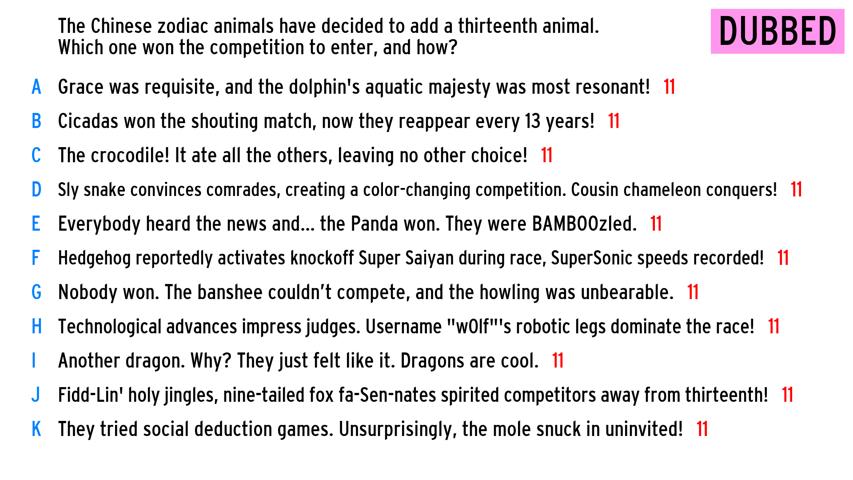 The Chinese zodiac animals have decided to add a thirteenth animal.
Which one won the competition to enter, and how?
DUBBED
A Grace was requisite, and the dolphin's aquatic majesty was most resonant! 11
B Cicadas won the shouting match, now they reappear every 13 years! 11
C The crocodile! It ate all the others, leaving no other choice! 11
D Sly snake convinces comrades, creating a color-changing competition. Cousin chameleon conquers! 11
E Everybody heard the news and... the Panda won. They were BAMBOOzled. 11
F Hedgehog reportedly activates knockoff Super Saiyan during race, SuperSonic speeds recorded! 11
G Nobody won. The banshee couldn’t compete, and the howling was unbearable. 11
H Technological advances impress judges. Username "w0lf"'s robotic legs dominate the race! 11
I Another dragon. Why? They just felt like it. Dragons are cool. 11
J Fidd-Lin' holy jingles, nine-tailed fox fa-Sen-nates spirited competitors away from thirteenth! 11
K They tried social deduction games. Unsurprisingly, the mole snuck in uninvited! 11